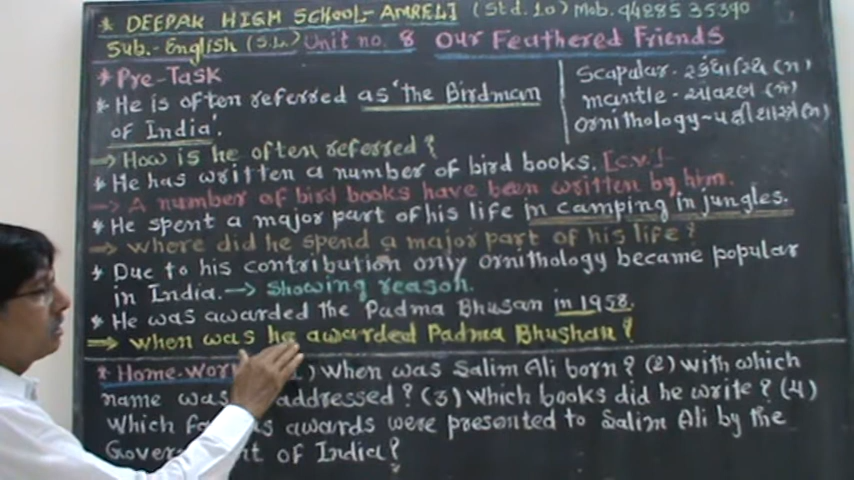 * DEEPAK HIGH SCHOOL-AMRELI (Std.10) Mob. 94285 35390
Sub.-English (S.L.) Unit no. 8 Our Feathered Friends
* Pre-Task
* He is often referred as 'the Birdman
of India'.
Scapular - સ્કંધાસ્થિ (n)
mantle - આવરણ (n)
ornithology - પક્ષીશાસ્ત્ર (n)
⇒ How is he often referred?
* He has written a number of bird books. [c.v.]-
→ A number of bird books have been written by him.
* He spent a major part of his life in camping in jungles.
⇒ where did he spend a major part of his life?
* Due to his contribution only ornithology became popular
in India. → showing reason.
* He was awarded the Padma Bhusan in 1958.
⇒ when was he awarded Padma Bhushan?
* Home-Wor ) when was Salim Ali born? (2) with which
name was addressed? (3) which books did he write? (4)
which awards were presented to Salim Ali by the
of India?